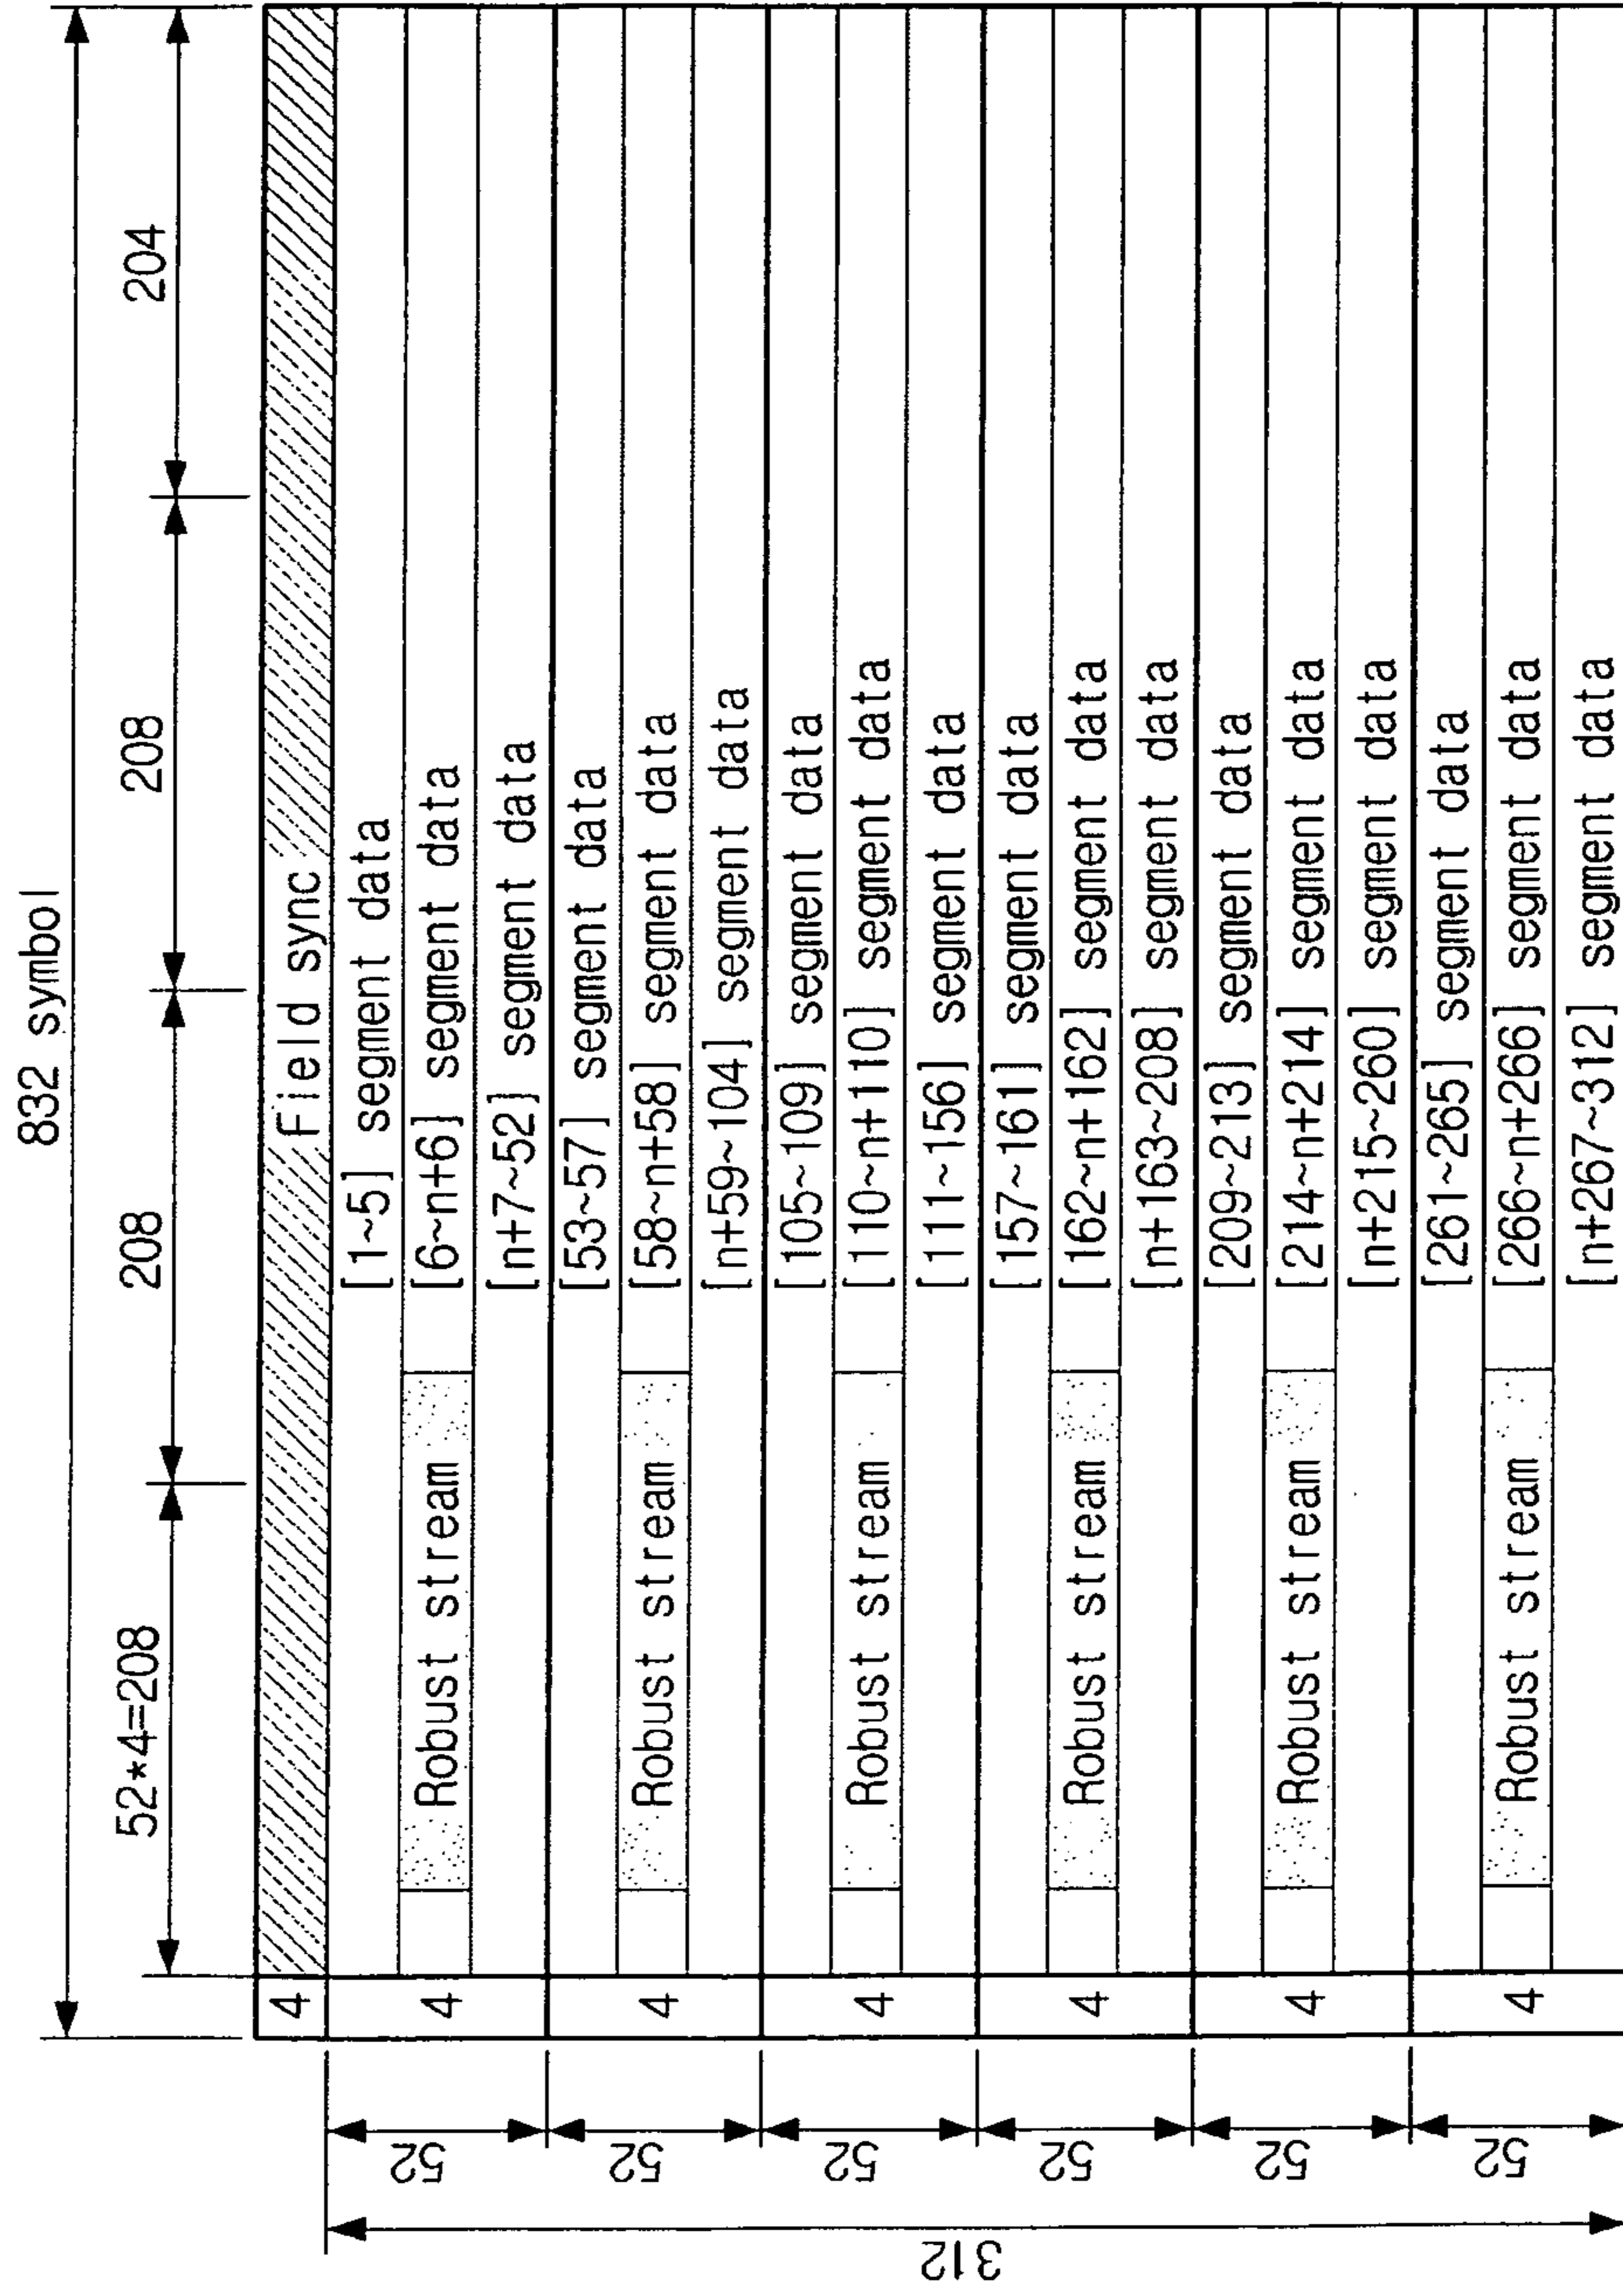 832 symbol
52*4=208
208
208
204
4
Field sync
[1~5] segment data
52
4
Robust stream
[6~n+6] segment data
[n+7~52] segment data
[53~57] segment data
52
4
Robust stream
[58~n+58] segment data
[n+59~104] segment data
[105~109] segment data
52
4
Robust stream
[110~n+110] segment data
[111~156] segment data
312
[157~161] segment data
52
4
Robust stream
[162~n+162] segment data
[n+163~208] segment data
[209~213] segment data
52
4
Robust stream
[214~n+214] segment data
[n+215~260] segment data
[261~265] segment data
52
4
Robust stream
[266~n+266] segment data
[n+267~312] segment data